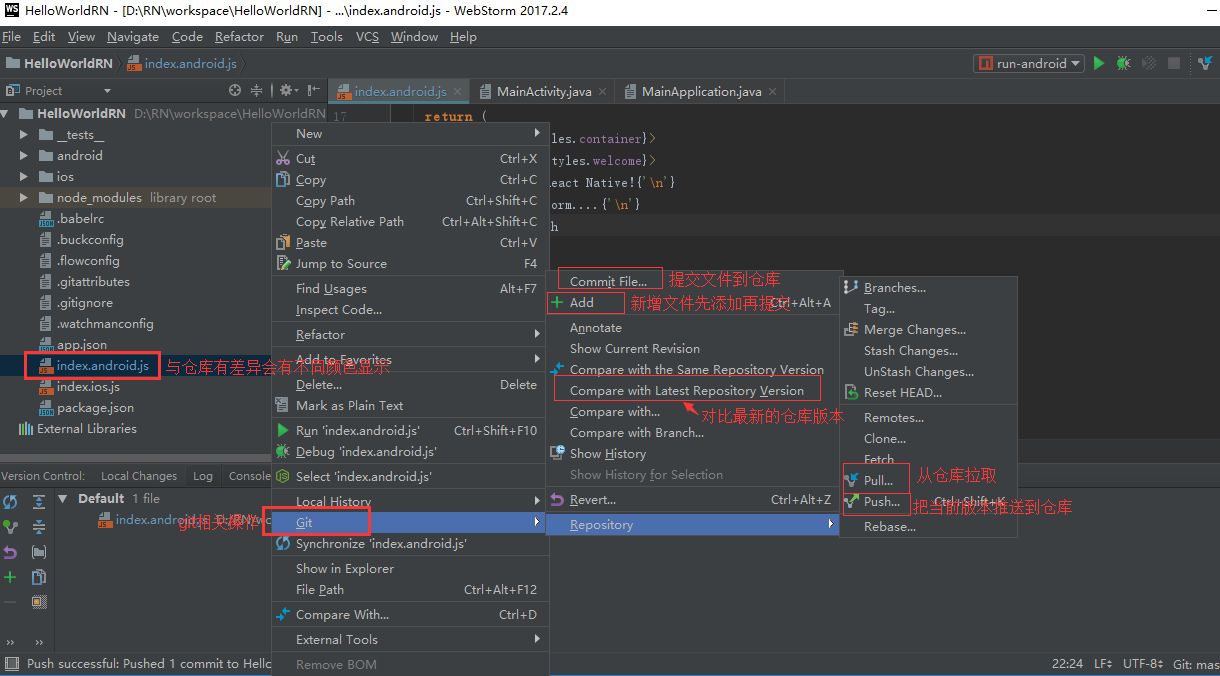 HelloWorldRN - [D:\RN\workspace\HelloWorldRN] - ...\index.android.js - WebStorm 2017.2.4
File Edit View Navigate Code Refactor Run Tools VCS Window Help
HelloWorldRN index.android.js run-android
Project
index.android.js MainActivity.java MainApplication.java
HelloWorldRN D:\RN\workspace\HelloWorldRN
__tests__
android
ios
node_modules library root
.babelrc
.buckconfig
.flowconfig
.gitattributes
.gitignore
.watchmanconfig
app.json
index.android.js
与仓库有差异会有不同颜色显示
index.ios.js
package.json
External Libraries
17 return (
les.container}>
tyles.welcome}>
eact Native!{'\n'}
orm....{'\n'}
h
New
Cut Ctrl+X
Copy Ctrl+C
Copy Path Ctrl+Shift+C
Copy Relative Path Ctrl+Alt+Shift+C
Paste Ctrl+V
Jump to Source F4
Find Usages Alt+F7
Inspect Code...
Refactor
Add to Favorites
Delete... Delete
Mark as Plain Text
Run 'index.android.js' Ctrl+Shift+F10
Debug 'index.android.js'
Select 'index.android.js'
Local History
Git
git相关操作
Synchronize 'index.android.js'
Show in Explorer
File Path Ctrl+Alt+F12
Compare With... Ctrl+D
External Tools
Remove BOM
Commit File... 提交文件到仓库
Add 新增文件先添加再提交 Ctrl+Alt+A
Annotate
Show Current Revision
Compare with the Same Repository Version
Compare with Latest Repository Version
Compare with... 对比最新的仓库版本
Compare with Branch...
Show History
Show History for Selection
Revert... Ctrl+Alt+Z
Repository
Branches...
Tag...
Merge Changes...
Stash Changes...
UnStash Changes...
Reset HEAD...
Remotes...
Clone...
Fetch
Pull... 从仓库拉取
Push... Ctrl+Shift+K
把当前版本推送到仓库
Rebase...
Version Control: Local Changes Log Console
Default 1 file
index.android.js
Push successful: Pushed 1 commit to Hello
22:24 LF UTF-8 Git: mas